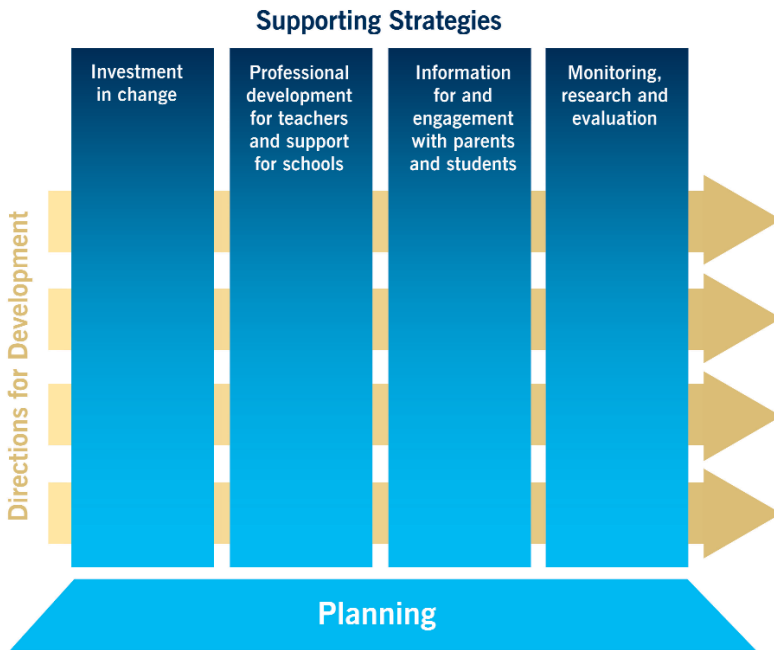 Supporting Strategies
Investment
in change
Professional
development
for teachers
and support
for schools
Information
for and
engagement
with parents
and students
Monitoring,
research and
evaluation
Directions for Development
Planning